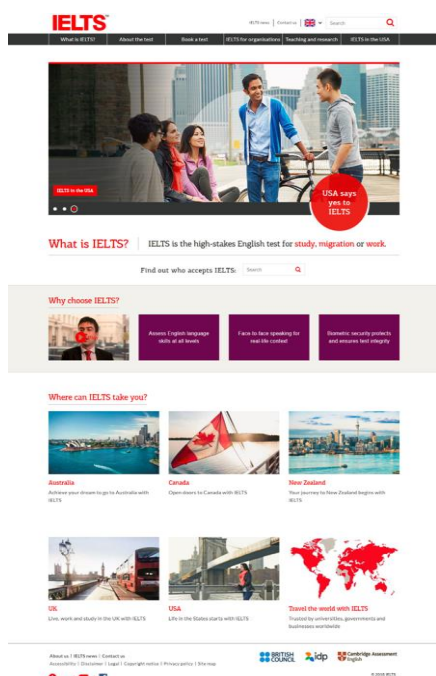 IELTS™
IELTS news | Contact us | Search
What is IELTS? About the test Book a test IELTS for organisations Teaching and research IELTS in the USA
IELTS in the USA
USA says
yes to
IELTS
What is IELTS? IELTS is the high-stakes English test for study, migration or work.
Find out who accepts IELTS: Search
Why choose IELTS?
Assess English language
skills at all levels
Face to face speaking for
real life context
Biometric security protects
and ensures test integrity
Where can IELTS take you?
Australia
Achieve your dream to go to Australia with
IELTS
Canada
Open doors to Canada with IELTS
New Zealand
Your journey to New Zealand begins with
IELTS
UK
Live, work and study in the UK with IELTS
USA
Life in the States starts with IELTS
Travel the world with IELTS
Trusted by universities, governments and
businesses worldwide
About us | IELTS news | Contact us
Accessibility | Disclaimer | Legal | Copyright notice | Privacy policy | Site map
BRITISH
COUNCIL
idp
Cambridge Assessment
English